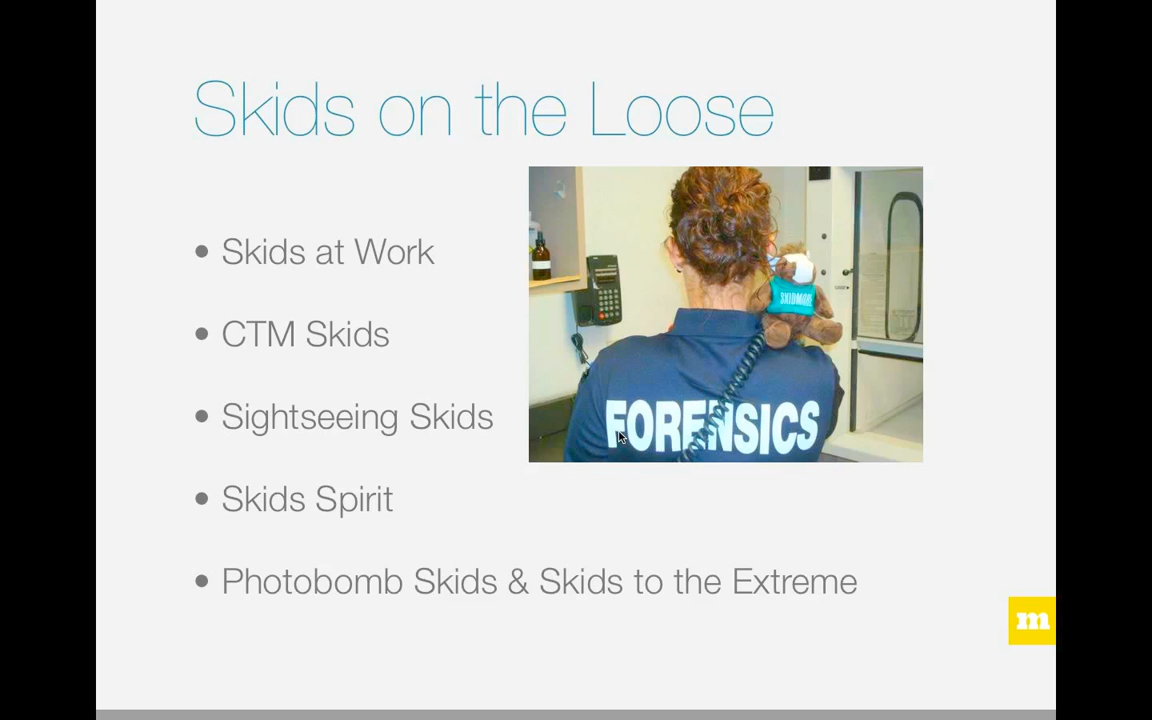 Skids on the Loose
• Skids at Work
• CTM Skids
• Sightseeing Skids
• Skids Spirit
• Photobomb Skids & Skids to the Extreme
SKIDMORE
FORENSICS
m